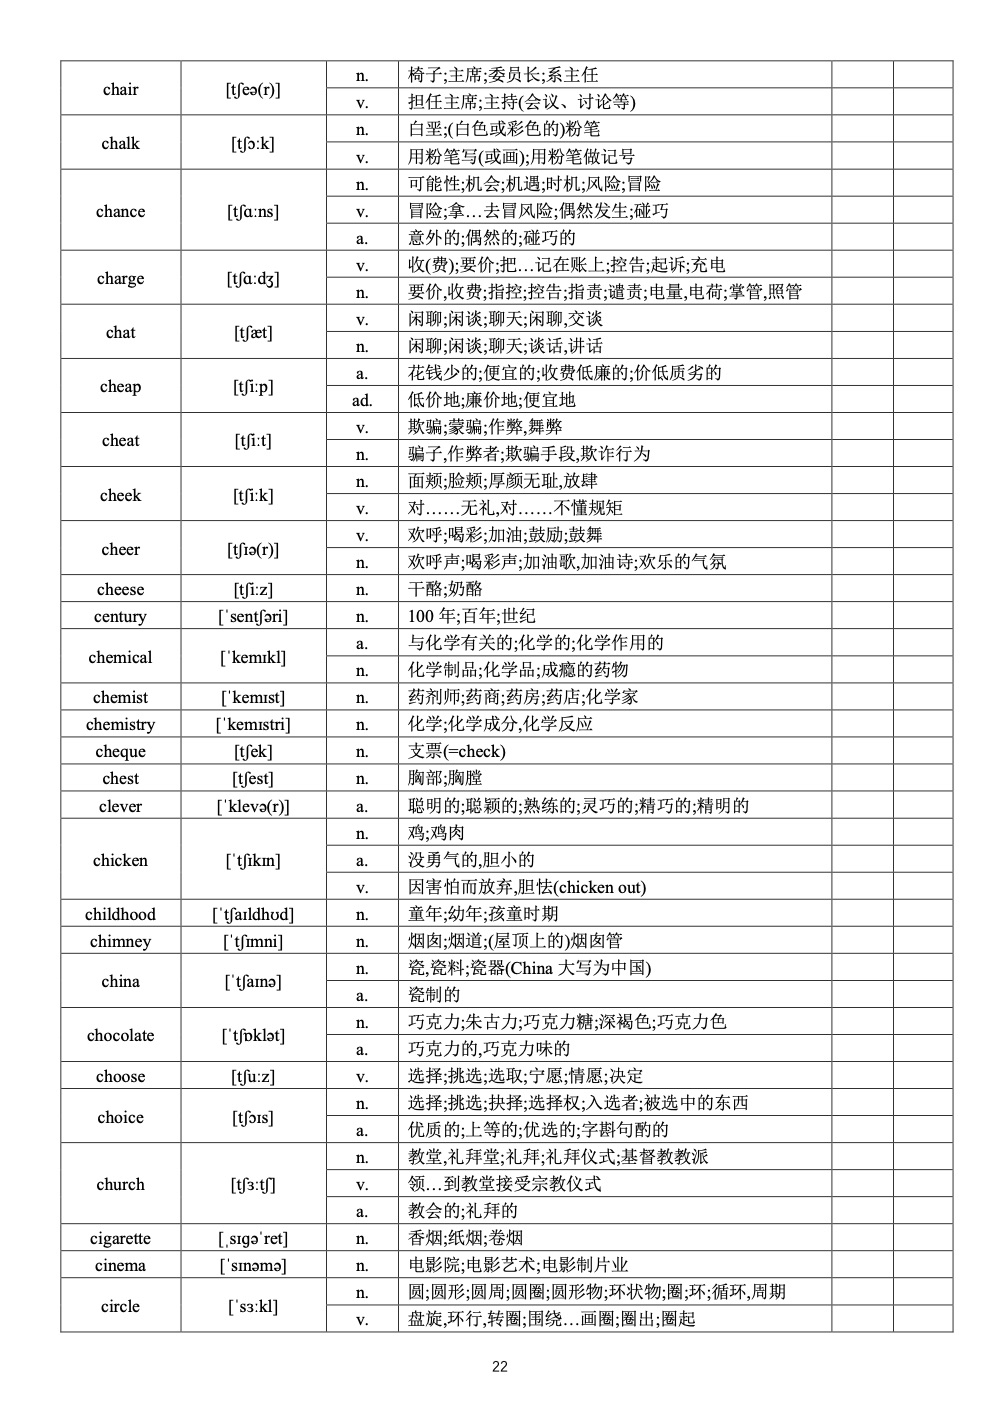 chair [tʃeə(r)] n. 椅子;主席;委员长;系主任
v. 担任主席;主持(会议、讨论等)
chalk [tʃɔːk] n. 白垩;(白色或彩色的)粉笔
v. 用粉笔写(或画);用粉笔做记号
chance [tʃɑːns] n. 可能性;机会;机遇;时机;风险;冒险
v. 冒险;拿…去冒风险;偶然发生;碰巧
a. 意外的;偶然的;碰巧的
charge [tʃɑːdʒ] v. 收(费);要价;把…记在账上;控告;起诉;充电
n. 要价,收费;指控;控告;指责;谴责;电量,电荷;掌管,照管
chat [tʃæt] v. 闲聊;闲谈;聊天;闲聊,交谈
n. 闲聊;闲谈;聊天;谈话,讲话
cheap [tʃiːp] a. 花钱少的;便宜的;收费低廉的;价低质劣的
ad. 低价地;廉价地;便宜地
cheat [tʃiːt] v. 欺骗;蒙骗;作弊,舞弊
n. 骗子,作弊者;欺骗手段,欺诈行为
cheek [tʃiːk] n. 面颊;脸颊;厚颜无耻,放肆
v. 对……无礼,对……不懂规矩
cheer [tʃɪə(r)] v. 欢呼;喝彩;加油;鼓励;鼓舞
n. 欢呼声;喝彩声;加油歌,加油诗;欢乐的气氛
cheese [tʃiːz] n. 干酪;奶酪
century [ˈsentʃəri] n. 100 年;百年;世纪
chemical [ˈkemɪkl] a. 与化学有关的;化学的;化学作用的
n. 化学制品;化学品;成瘾的药物
chemist [ˈkemɪst] n. 药剂师;药商;药房;药店;化学家
chemistry [ˈkemɪstri] n. 化学;化学成分,化学反应
cheque [tʃek] n. 支票(=check)
chest [tʃest] n. 胸部;胸膛
clever [ˈklevə(r)] a. 聪明的;聪颖的;熟练的;灵巧的;精巧的;精明的
chicken [ˈtʃɪkɪn] n. 鸡;鸡肉
a. 没勇气的,胆小的
v. 因害怕而放弃,胆怯(chicken out)
childhood [ˈtʃaɪldhʊd] n. 童年;幼年;孩童时期
chimney [ˈtʃɪmni] n. 烟囱;烟道;(屋顶上的)烟囱管
china [ˈtʃaɪnə] n. 瓷,瓷料;瓷器(China 大写为中国)
a. 瓷制的
chocolate [ˈtʃɒklət] n. 巧克力;朱古力;巧克力糖;深褐色;巧克力色
a. 巧克力的,巧克力味的
choose [tʃuːz] v. 选择;挑选;选取;宁愿;情愿;决定
choice [tʃɔɪs] n. 选择;挑选;抉择;选择权;入选者;被选中的东西
a. 优质的;上等的;优选的;字斟句酌的
church [tʃɜːtʃ] n. 教堂,礼拜堂;礼拜;礼拜仪式;基督教教派
v. 领…到教堂接受宗教仪式
a. 教会的;礼拜的
cigarette [ˌsɪɡəˈret] n. 香烟;纸烟;卷烟
cinema [ˈsɪnəmə] n. 电影院;电影艺术;电影制片业
circle [ˈsɜːkl] n. 圆;圆形;圆周;圆圈;圆形物;环状物;圈;环;循环,周期
v. 盘旋,环行,转圈;围绕…画圈;圈出;圈起
22